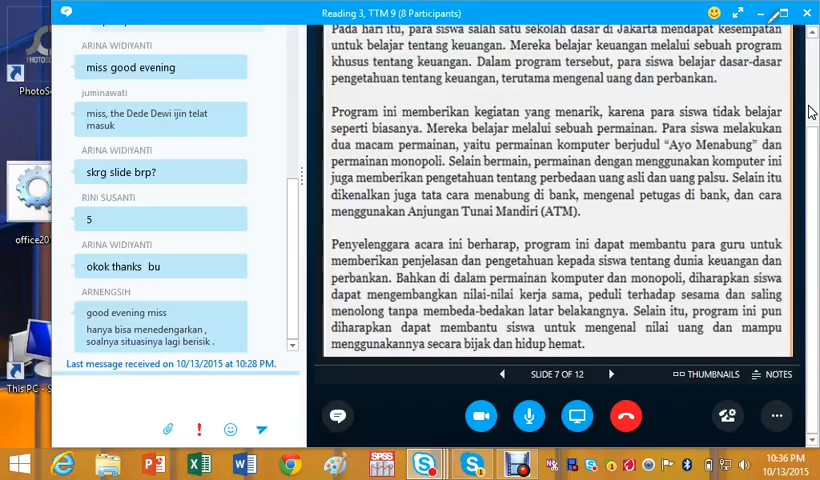 Reading 3, TTM 9 (8 Participants)
PhotoSc
office201
This PC - S
ARINA WIDIYANTI
miss good evening
juminawati
miss, the Dede Dewi ijin telat
masuk
ARINA WIDIYANTI
skrg slide brp?
RINI SUSANTI
5
ARINA WIDIYANTI
okok thanks bu
ARNENGSIH
good evening miss
hanya bisa menedengarkan ,
soalnya situasinya lagi berisik .
Last message received on 10/13/2015 at 10:28 PM.
Pada hari itu, para siswa salah satu sekolah dasar di Jakarta mendapat kesempatan
untuk belajar tentang keuangan. Mereka belajar keuangan melalui sebuah program
khusus tentang keuangan. Dalam program tersebut, para siswa belajar dasar-dasar
pengetahuan tentang keuangan, terutama mengenal uang dan perbankan.
Program ini memberikan kegiatan yang menarik, karena para siswa tidak belajar
seperti biasanya. Mereka belajar melalui sebuah permainan. Para siswa melakukan
dua macam permainan, yaitu permainan komputer berjudul “Ayo Menabung” dan
permainan monopoli. Selain bermain, permainan dengan menggunakan komputer ini
juga memberikan pengetahuan tentang perbedaan uang asli dan uang palsu. Selain itu
dikenalkan juga tata cara menabung di bank, mengenal petugas di bank, dan cara
menggunakan Anjungan Tunai Mandiri (ATM).
Penyelenggara acara ini berharap, program ini dapat membantu para guru untuk
memberikan penjelasan dan pengetahuan kepada siswa tentang dunia keuangan dan
perbankan. Bahkan di dalam permainan komputer dan monopoli, diharapkan siswa
dapat mengembangkan nilai-nilai kerja sama, peduli terhadap sesama dan saling
menolong tanpa membeda-bedakan latar belakangnya. Selain itu, program ini pun
diharapkan dapat membantu siswa untuk mengenal nilai uang dan mampu
menggunakannya secara bijak dan hidup hemat.
SLIDE 7 OF 12
THUMBNAILS
NOTES
SPSS
10:36 PM
10/13/2015